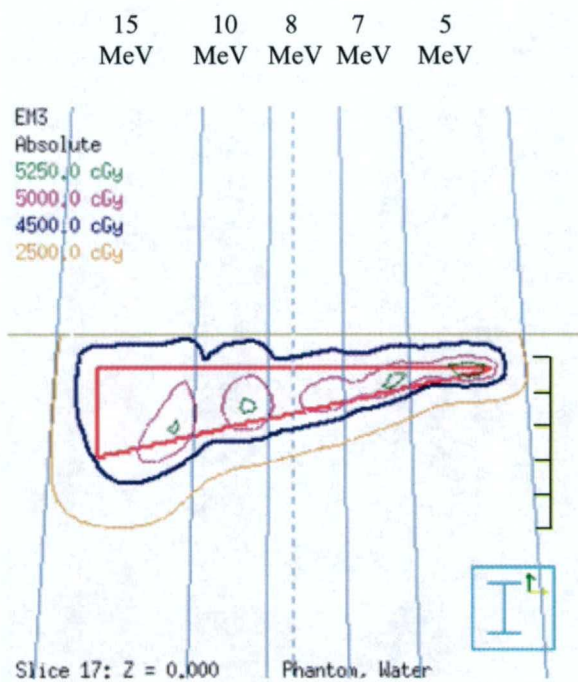 15 10 8 7 5
MeV MeV MeV MeV MeV
EM3
Absolute
5250.0 cGy
5000.0 cGy
4500.0 cGy
2500.0 cGy
Slice 17: Z = 0.000 Phantom, Water